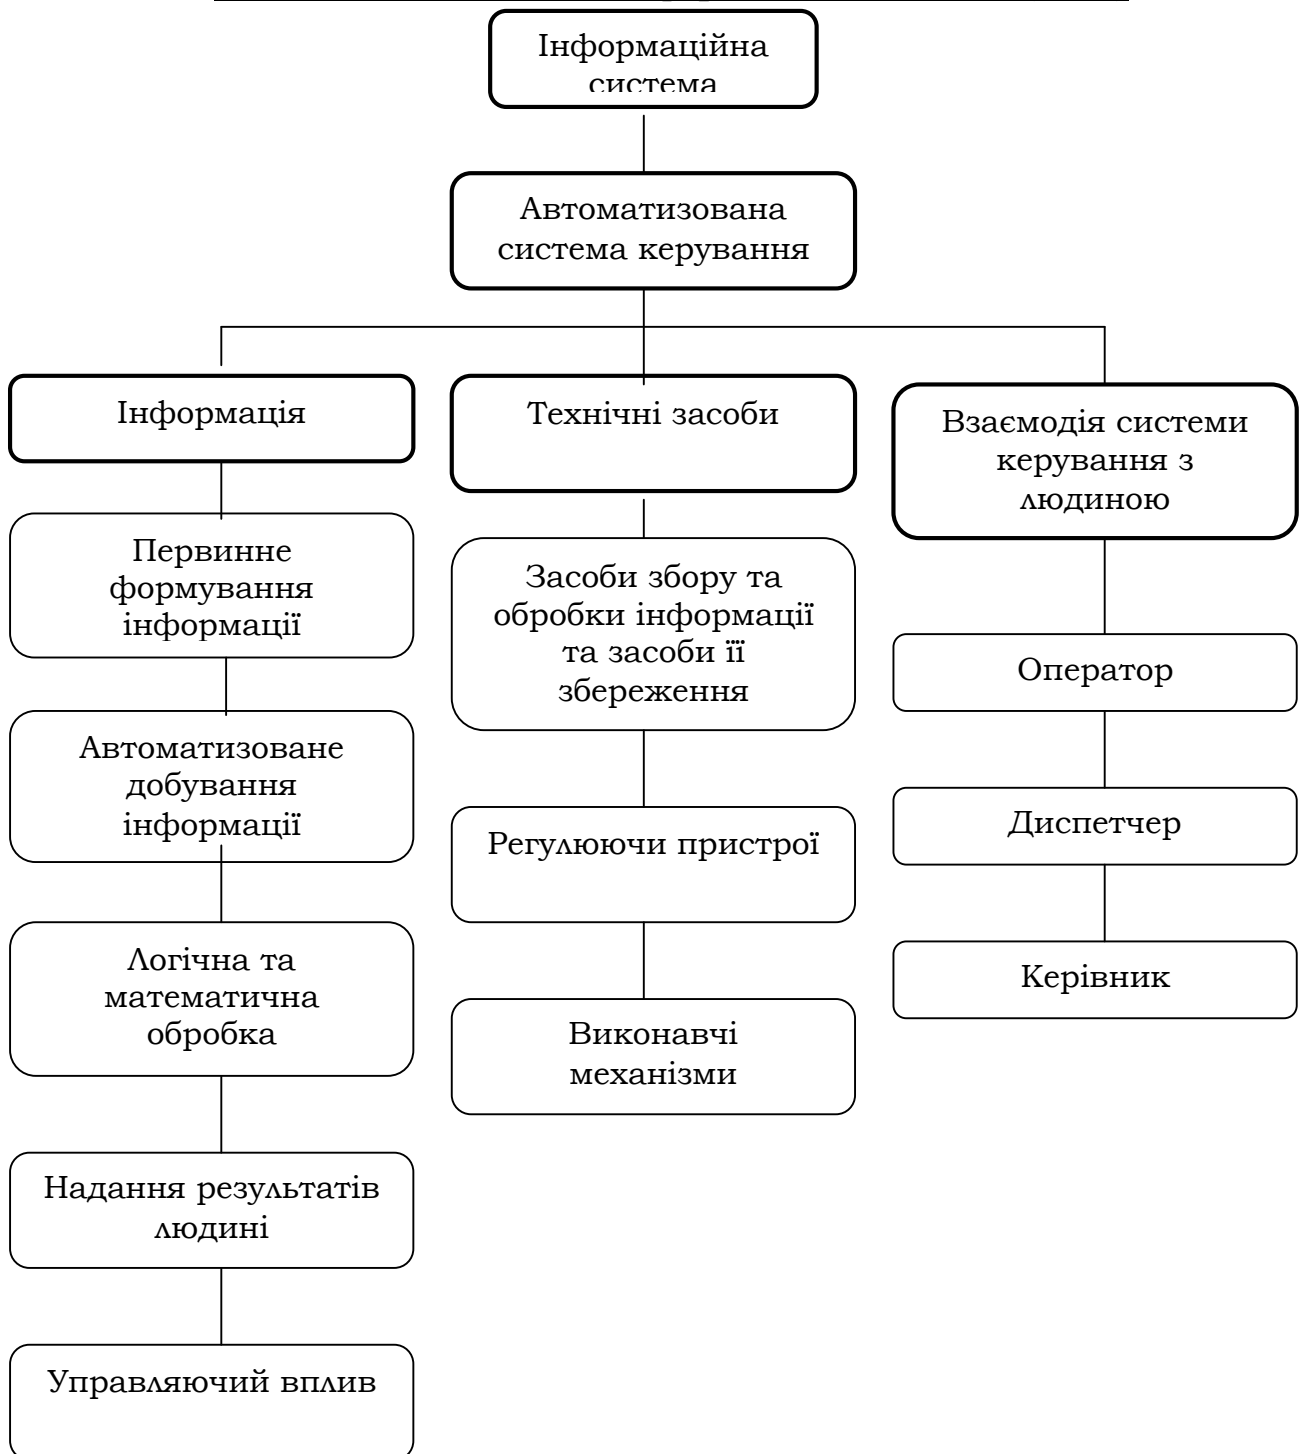 Інформаційна
система
Автоматизована
система керування
Інформація
Технічні засоби
Взаємодія системи
керування з
людиною
Первинне
формування
інформації
Засоби збору та
обробки інформації
та засоби її
збереження
Оператор
Автоматизоване
добування
інформації
Регулюючи пристрої
Диспетчер
Логічна та
математична
обробка
Виконавчі
механізми
Керівник
Надання результатів
людині
Управляючий вплив